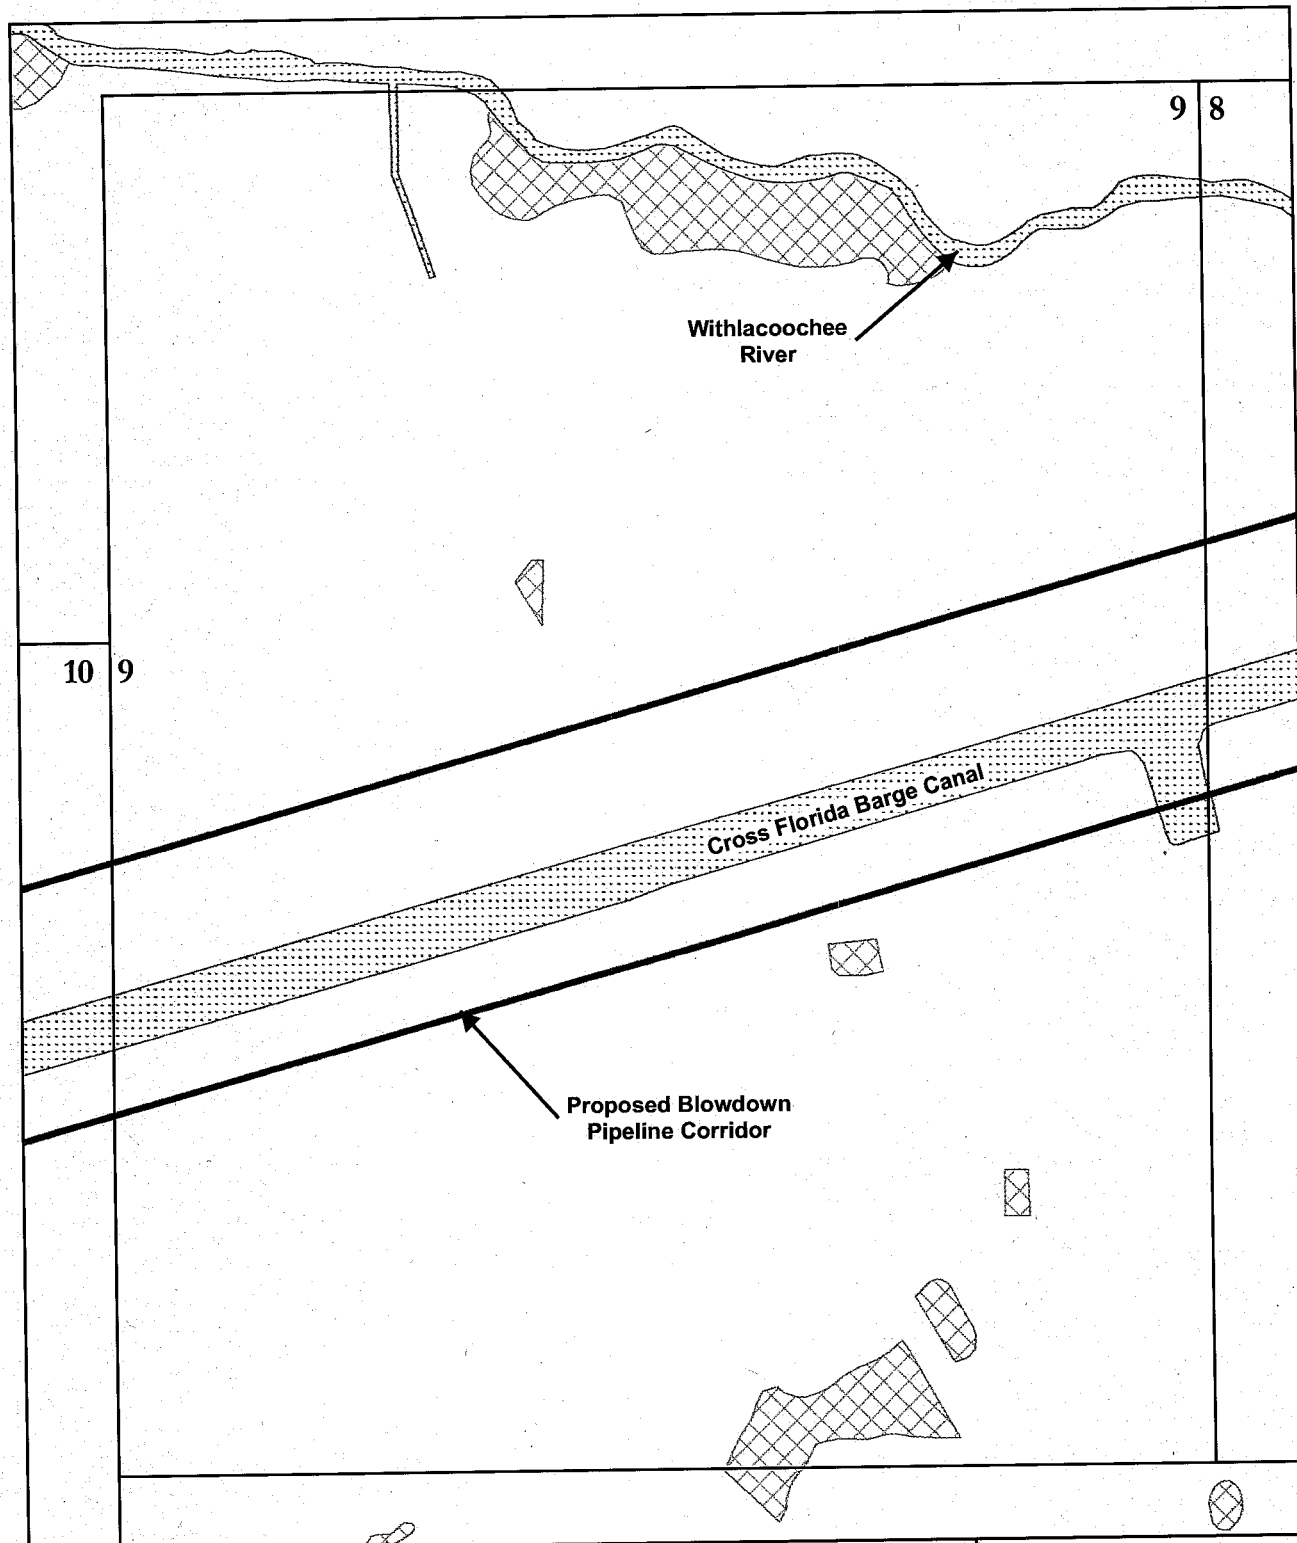 9 8
Withlacoochee
River
10 9
Cross Florida Barge Canal
Proposed Blowdown
Pipeline Corridor